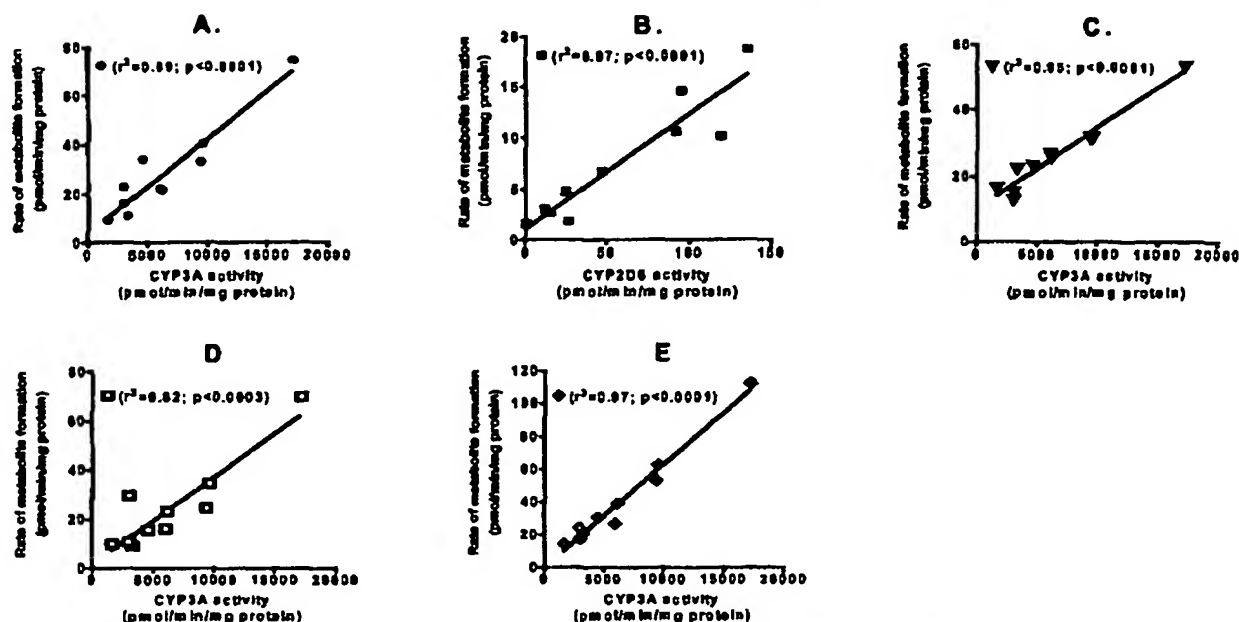 A.
Rate of metabolite formation
(pmol/min/mg protein)
80
60
40
20
0
(r²=0.89; p<0.0001)
0 5000 10000 15000 20000
CYP3A activity
(pmol/min/mg protein)
B.
Rate of metabolite formation
(pmol/min/mg protein)
20
15
10
5
0
(r²=0.87; p<0.0001)
0 50 100 150
CYP2D6 activity
(pmol/min/mg protein)
C.
Rate of metabolite formation
(pmol/min/mg protein)
60
40
20
0
(r²=0.95; p<0.0001)
0 5000 10000 15000 20000
CYP3A activity
(pmol/min/mg protein)
D
Rate of metabolite formation
(pmol/min/mg protein)
80
60
40
20
0
(r²=0.82; p<0.0003)
0 5000 10000 15000 20000
CYP3A activity
(pmol/min/mg protein)
E
Rate of metabolite formation
(pmol/min/mg protein)
120
100
80
60
40
20
0
(r²=0.97; p<0.0001)
0 5000 10000 15000 20000
CYP3A activity
(pmol/min/mg protein)